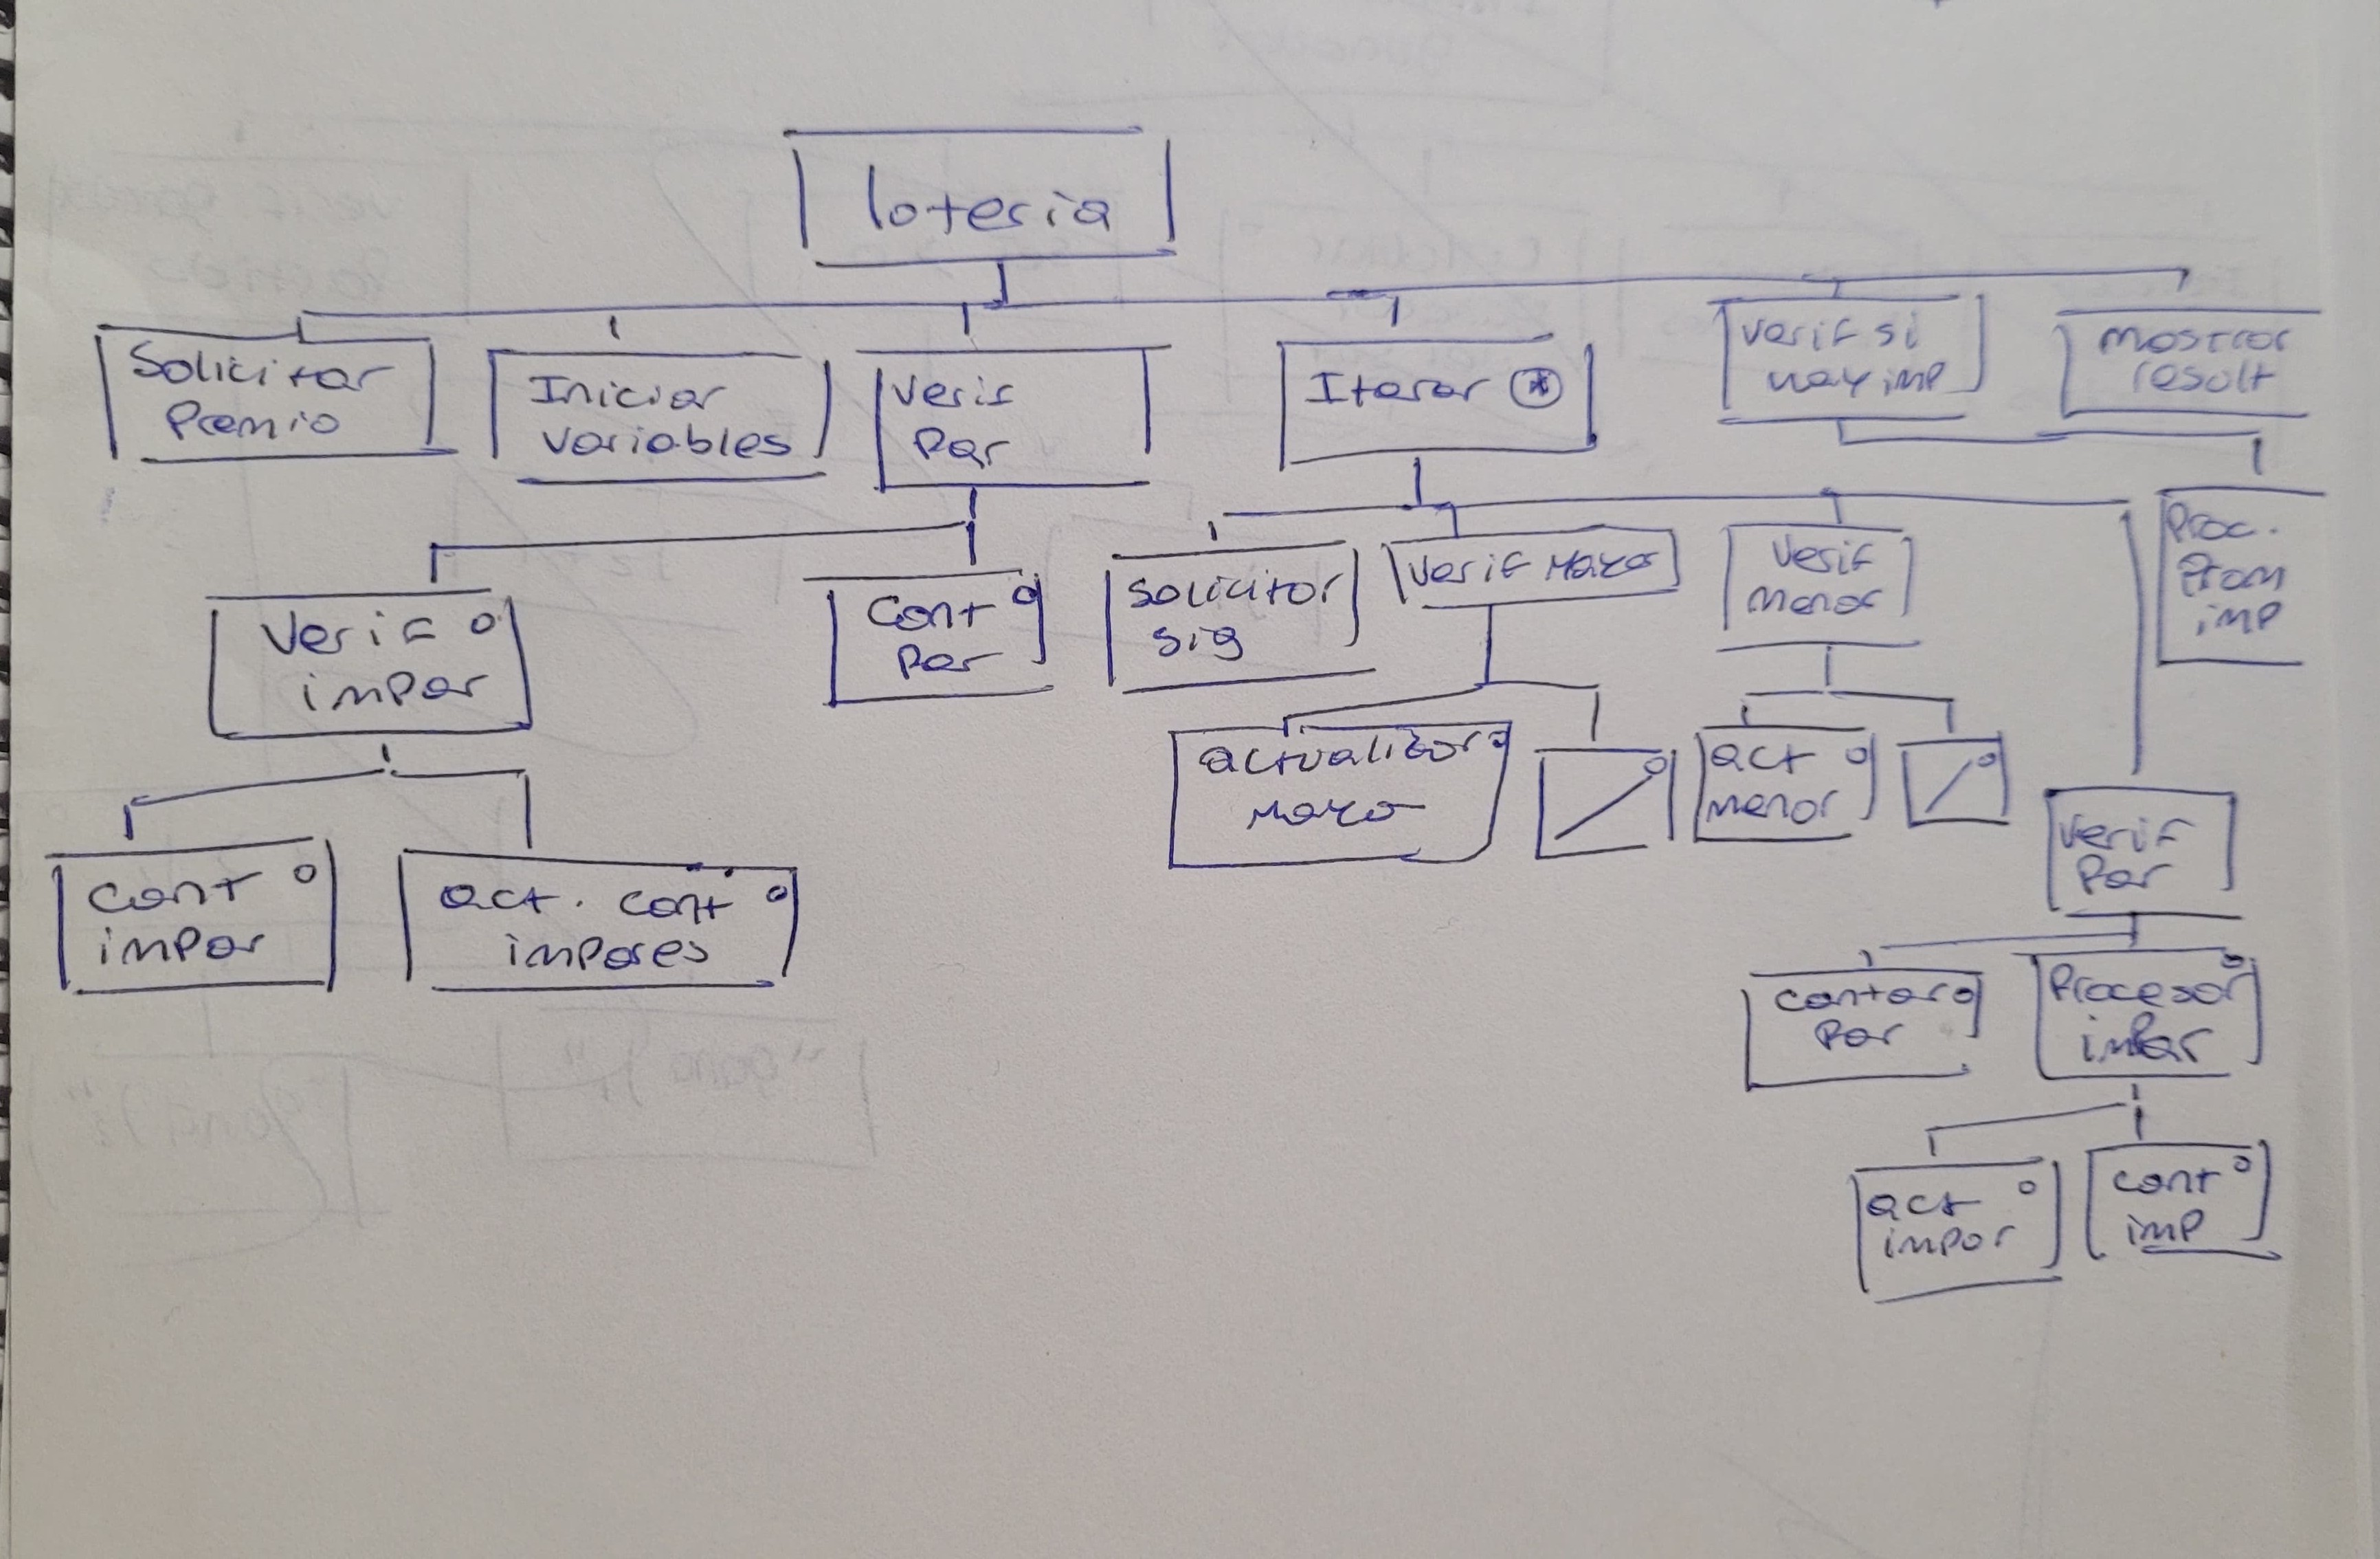 loteria
Solicitar
Premio
Iniciar
variables
Verif
Par
Iterar *
Verif si
hay imp
mostrar
result
Verif
impar
Cont
Par
Solicitar
sig
Verif Mayor
Verif
menor
Proc.
Prom
imp
actualizar
mayo
act
menor
Verif
Par
Cont
impar
act. cont
impares
contar
Par
Procesar
impar
act
impar
cont
imp